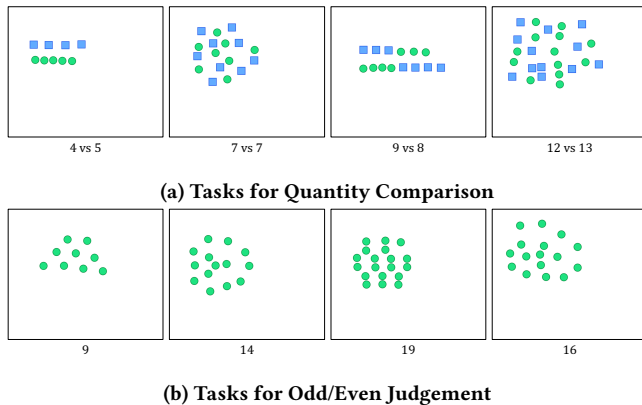 4 vs 5 7 vs 7 9 vs 8 12 vs 13
(a) Tasks for Quantity Comparison
9 14 19 16
(b) Tasks for Odd/Even Judgement